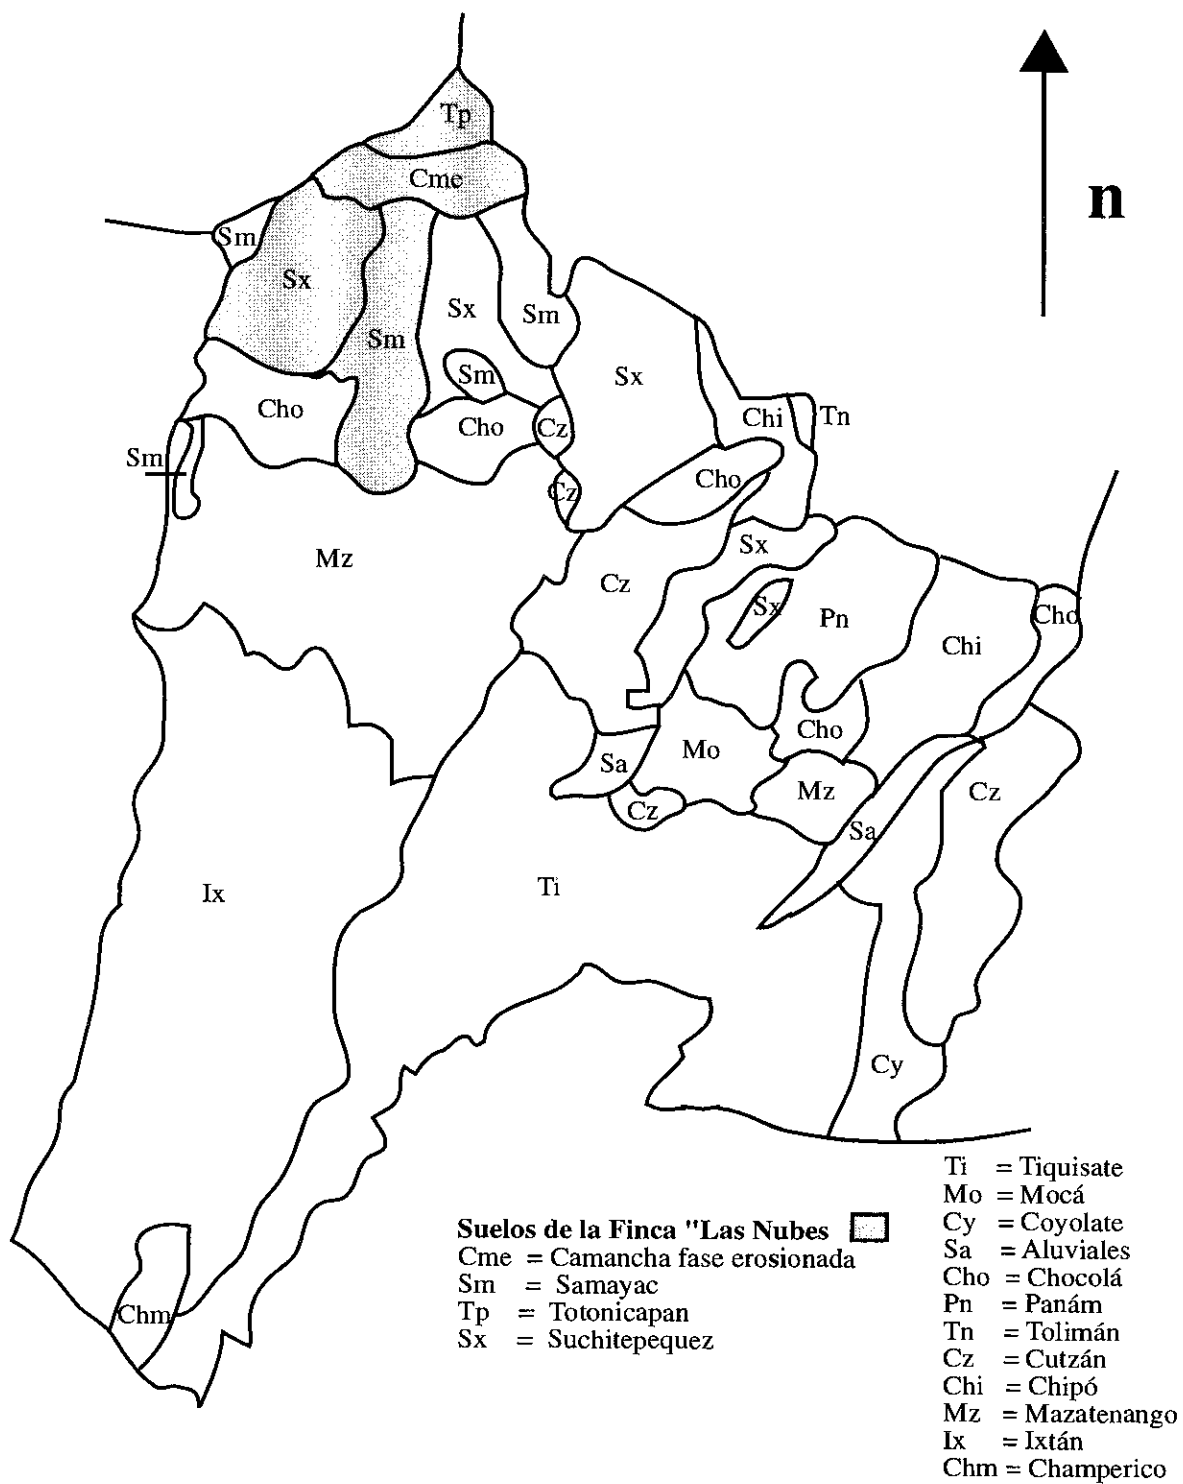 Tp
n
Cme
Sm
Sx
Sx
Sm
Sm
Sx
Sm
Cho
Chi
Tn
Cho
Cz
Sm
Cho
Cz
Sx
Mz
Cz
Sx
Pn
Cho
Chi
Cho
Mo
Sa
Mz
Cz
Cz
Sa
Ti
Ix
Cy
Chm
Suelos de la Finca "Las Nubes
Cme = Camancha fase erosionada
Sm = Samayac
Tp = Totonicapan
Sx = Suchitepequez
Ti = Tiquisate
Mo = Mocá
Cy = Coyolate
Sa = Aluviales
Cho = Chocolá
Pn = Panám
Tn = Tolimán
Cz = Cutzán
Chi = Chipó
Mz = Mazatenango
Ix = Ixtán
Chm = Champerico